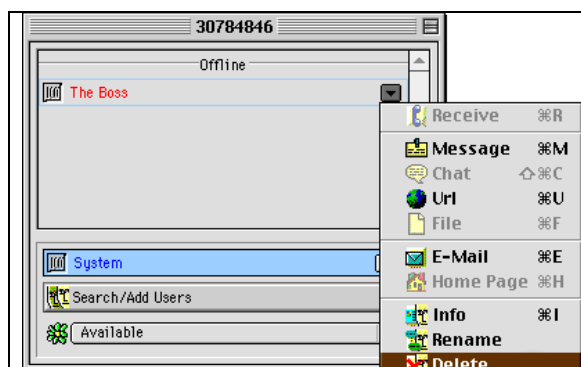 30784846
Offline
The Boss
Receive ⌘R
Message ⌘M
Chat ⇧⌘C
Url ⌘U
File ⌘F
E-Mail ⌘E
Home Page ⌘H
System
Search/Add Users
Info ⌘I
Available
Rename
Delete